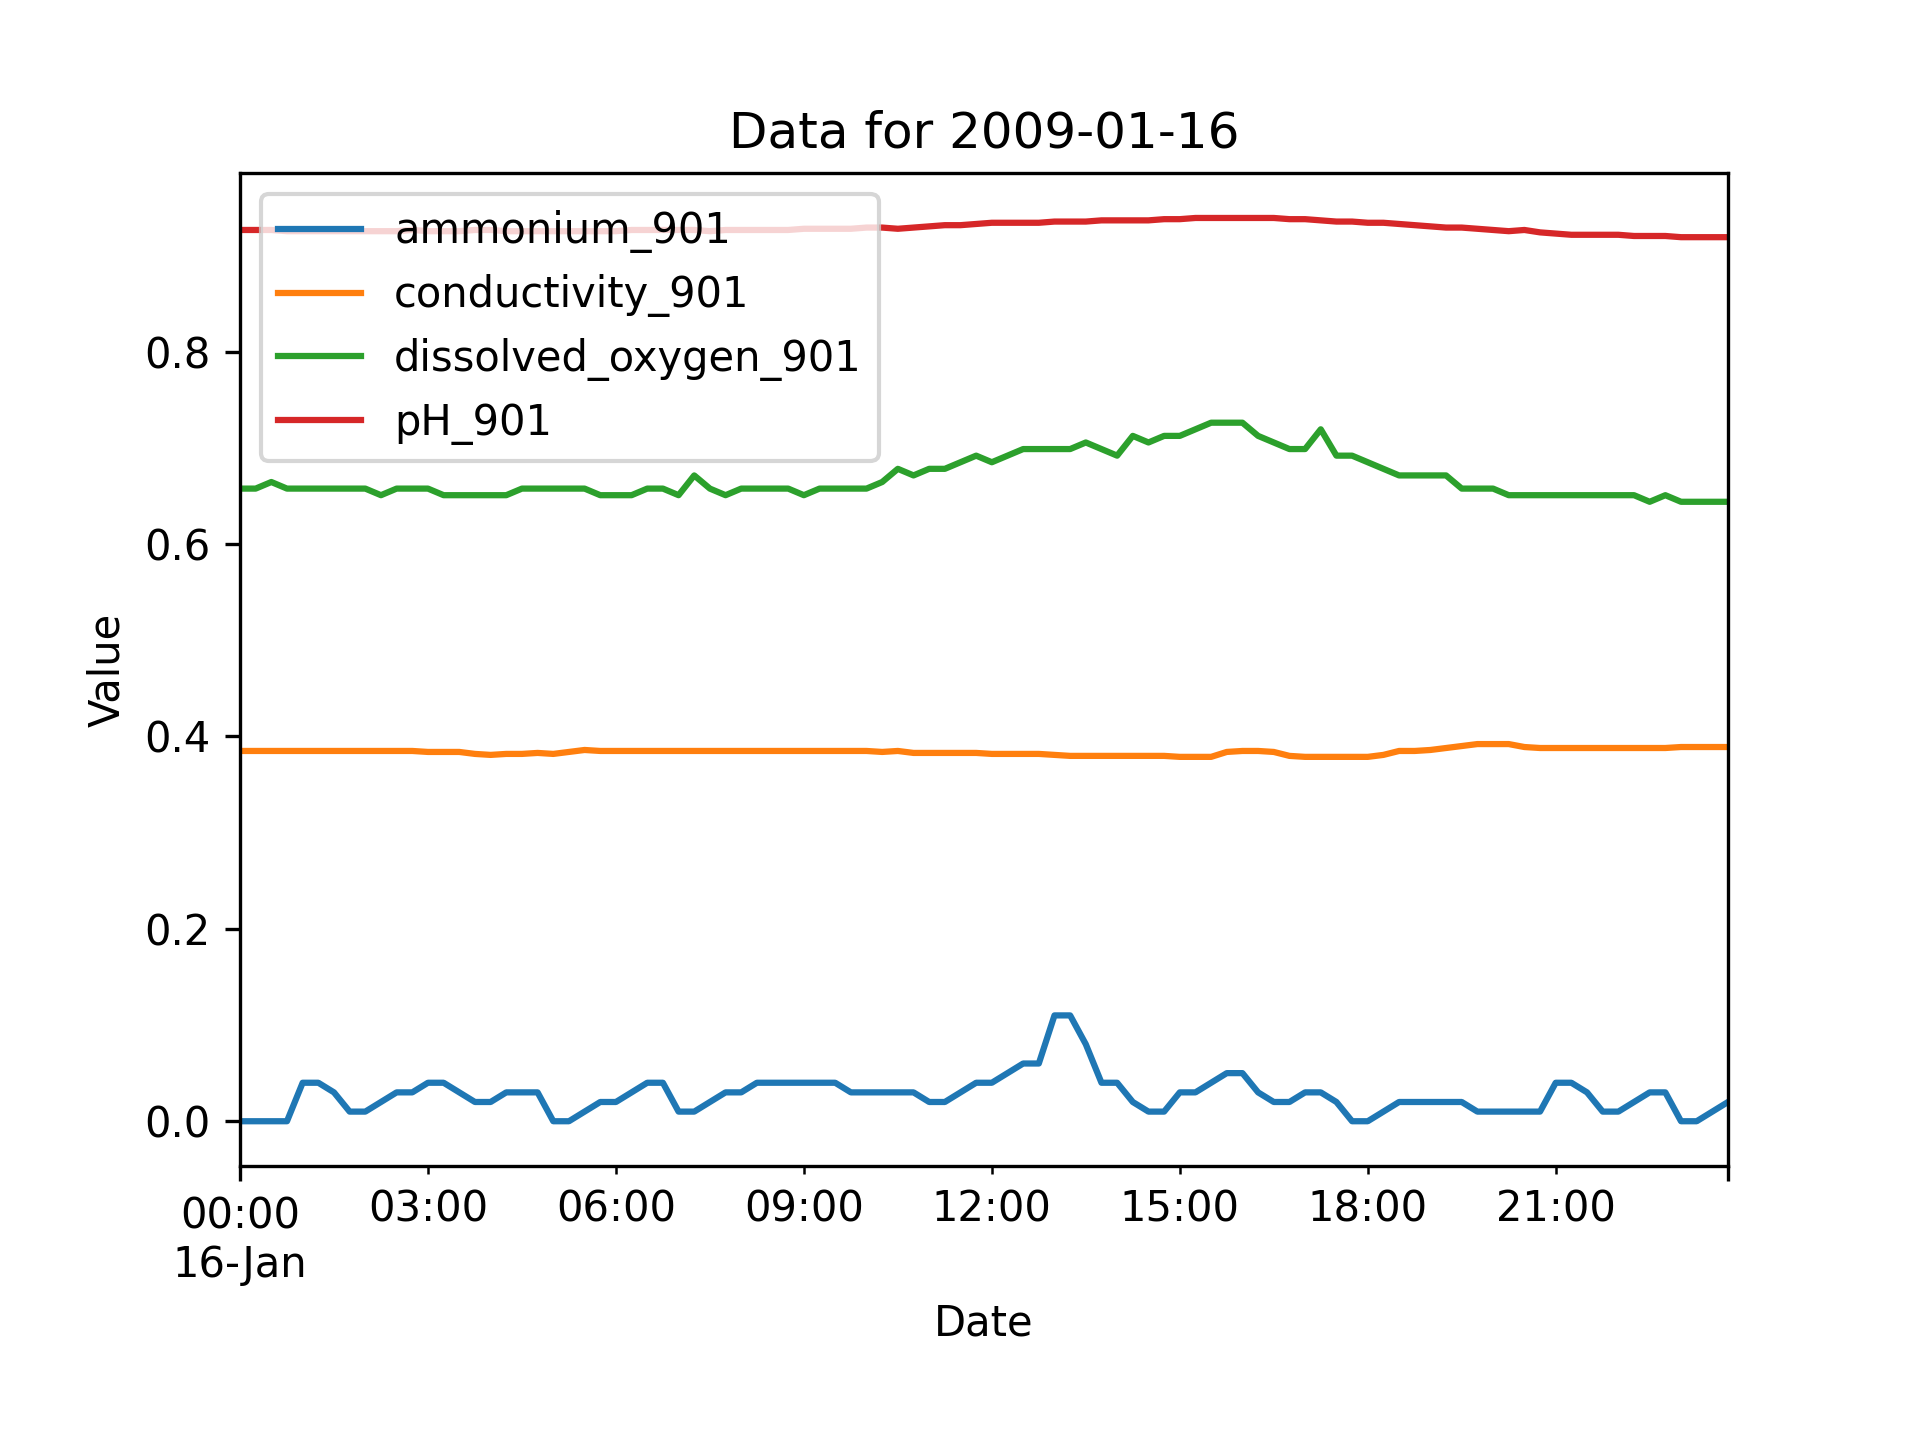 Data for 2009-01-16
ammonium_901
conductivity_901
dissolved_oxygen_901
pH_901
0.8
0.6
0.4
0.2
0.0
Value
00:00 03:00 06:00 09:00 12:00 15:00 18:00 21:00
16-Jan
Date